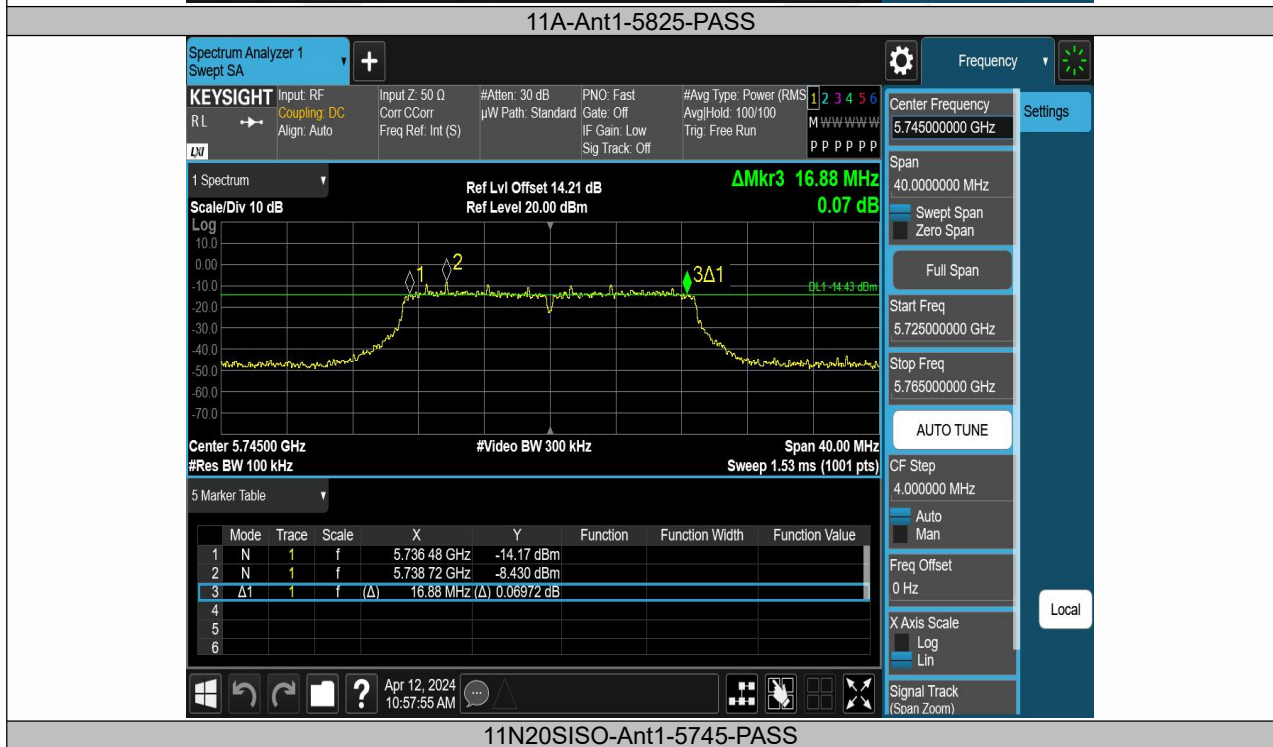 11A-Ant1-5825-PASS
Spectrum Analyzer 1
Swept SA
Frequency
KEYSIGHT
RL
LXI
Input: RF
Coupling: DC
Align: Auto
Input Z: 50 Ω
Corr CCorr
Freq Ref: Int (S)
#Atten: 30 dB
µW Path: Standard
PNO: Fast
Gate: Off
IF Gain: Low
Sig Track: Off
#Avg Type: Power (RMS
Avg|Hold: 100/100
Trig: Free Run
1 2 3 4 5 6
M W W W W W
P P P P P P
Center Frequency
5.745000000 GHz
Settings
1 Spectrum
Ref Lvl Offset 14.21 dB
ΔMkr3 16.88 MHz
Scale/Div 10 dB
Ref Level 20.00 dBm
0.07 dB
Span
40.0000000 MHz
Swept Span
Zero Span
Full Span
Log
10.0
0.00
-10.0
-20.0
-30.0
-40.0
-50.0
-60.0
-70.0
1
2
3Δ1
DL1 -14.43 dBm
Start Freq
5.725000000 GHz
Stop Freq
5.765000000 GHz
AUTO TUNE
Center 5.74500 GHz
#Video BW 300 kHz
Span 40.00 MHz
#Res BW 100 kHz
Sweep 1.53 ms (1001 pts)
CF Step
4.000000 MHz
Auto
Man
5 Marker Table
Mode Trace Scale X Y Function Function Width Function Value
1 N 1 f 5.736 48 GHz -14.17 dBm
2 N 1 f 5.738 72 GHz -8.430 dBm
3 Δ1 1 f (Δ) 16.88 MHz (Δ) 0.06972 dB
4
5
6
Freq Offset
0 Hz
Local
X Axis Scale
Log
Lin
Signal Track
(Span Zoom)
?
Apr 12, 2024
10:57:55 AM
11N20SISO-Ant1-5745-PASS